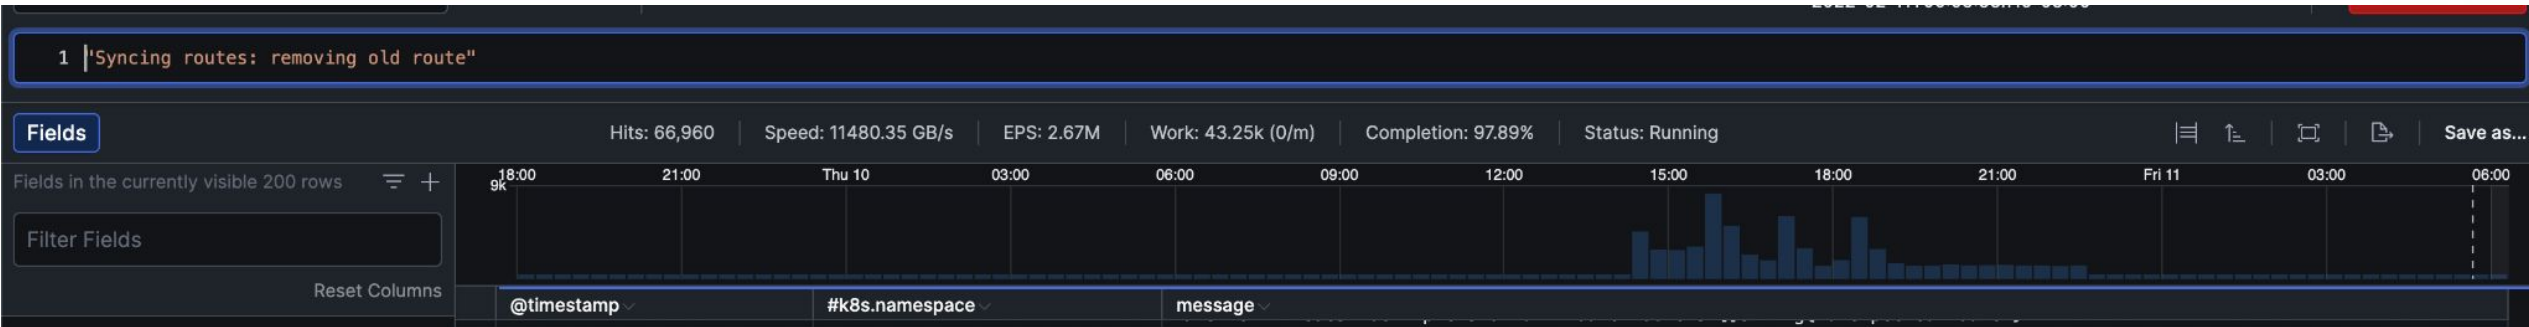 1 "Syncing routes: removing old route"
Fields Hits: 66,960 Speed: 11480.35 GB/s EPS: 2.67M Work: 43.25k (0/m) Completion: 97.89% Status: Running Save as...
Fields in the currently visible 200 rows
9k
18:00 21:00 Thu 10 03:00 06:00 09:00 12:00 15:00 18:00 21:00 Fri 11 03:00 06:00
Filter Fields
Reset Columns
@timestamp #k8s.namespace message